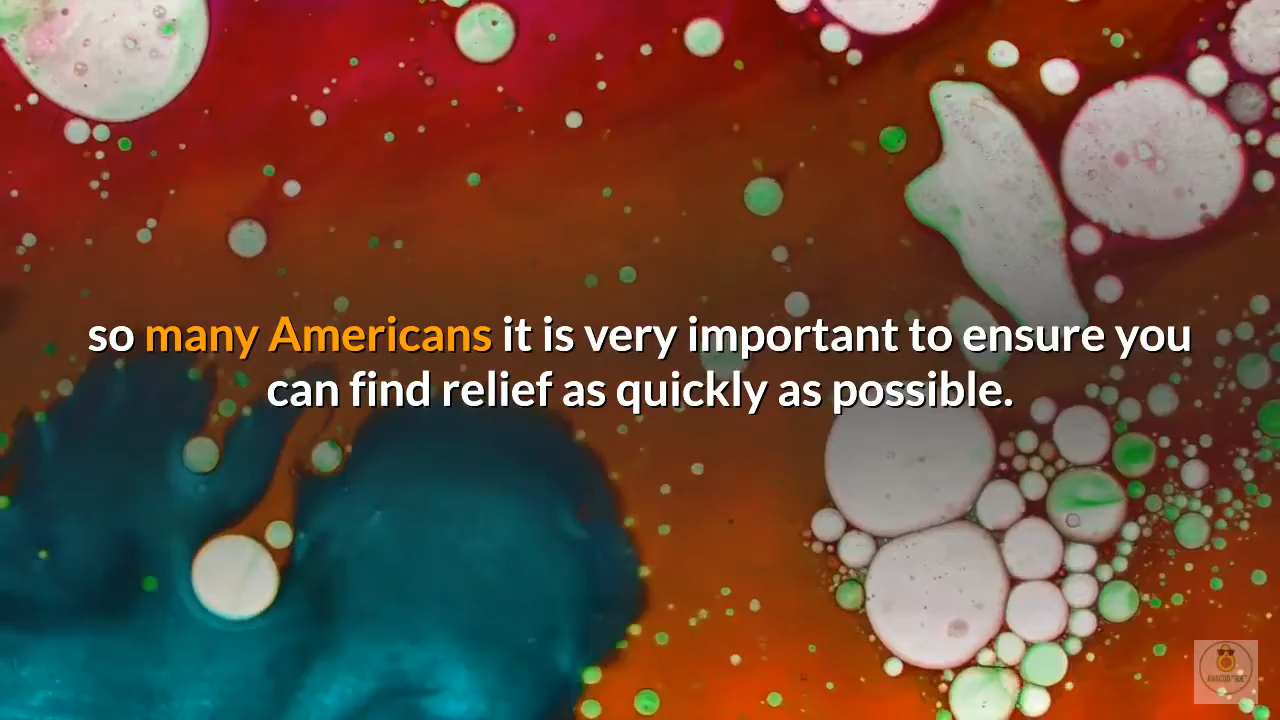 so many Americans it is very important to ensure you
can find relief as quickly as possible.